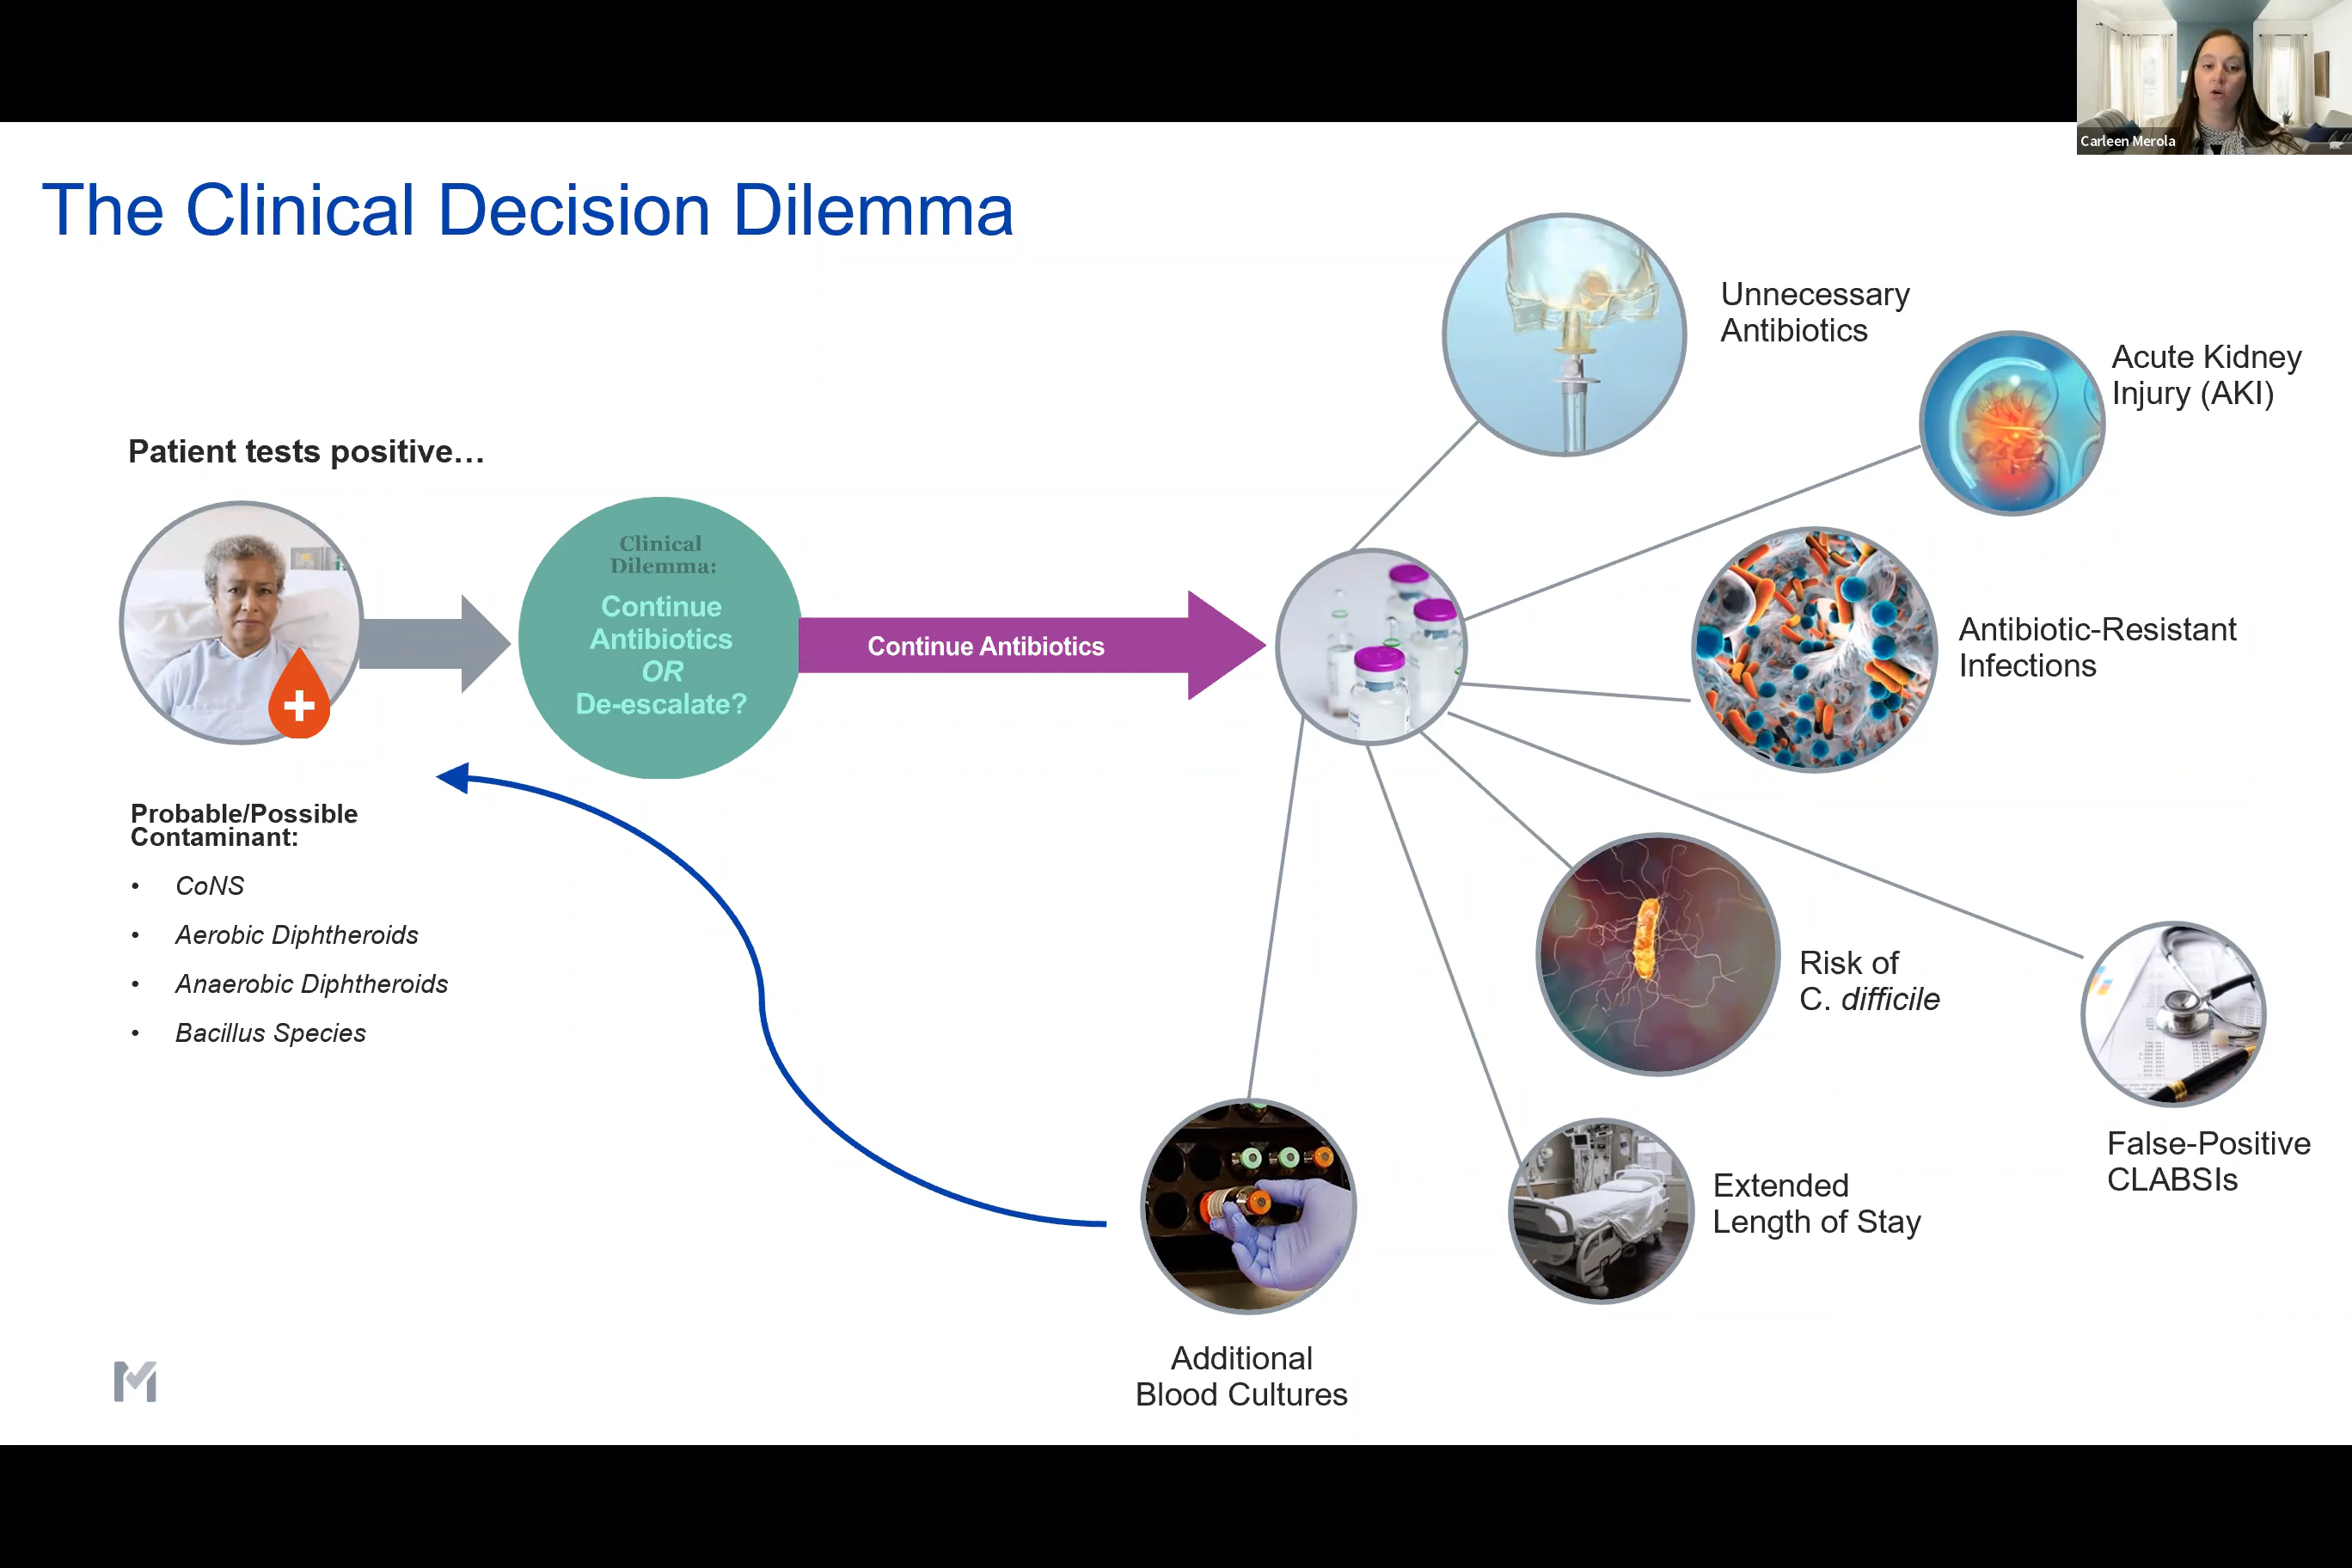 Carleen Merola
The Clinical Decision Dilemma
Patient tests positive…
Clinical
Dilemma:
Continue
Antibiotics
OR
De-escalate?
Continue Antibiotics
Unnecessary
Antibiotics
Acute Kidney
Injury (AKI)
Antibiotic-Resistant
Infections
Probable/Possible
Contaminant:
• CoNS
• Aerobic Diphtheroids
• Anaerobic Diphtheroids
• Bacillus Species
Risk of
C. difficile
False-Positive
CLABSIs
Extended
Length of Stay
Additional
Blood Cultures